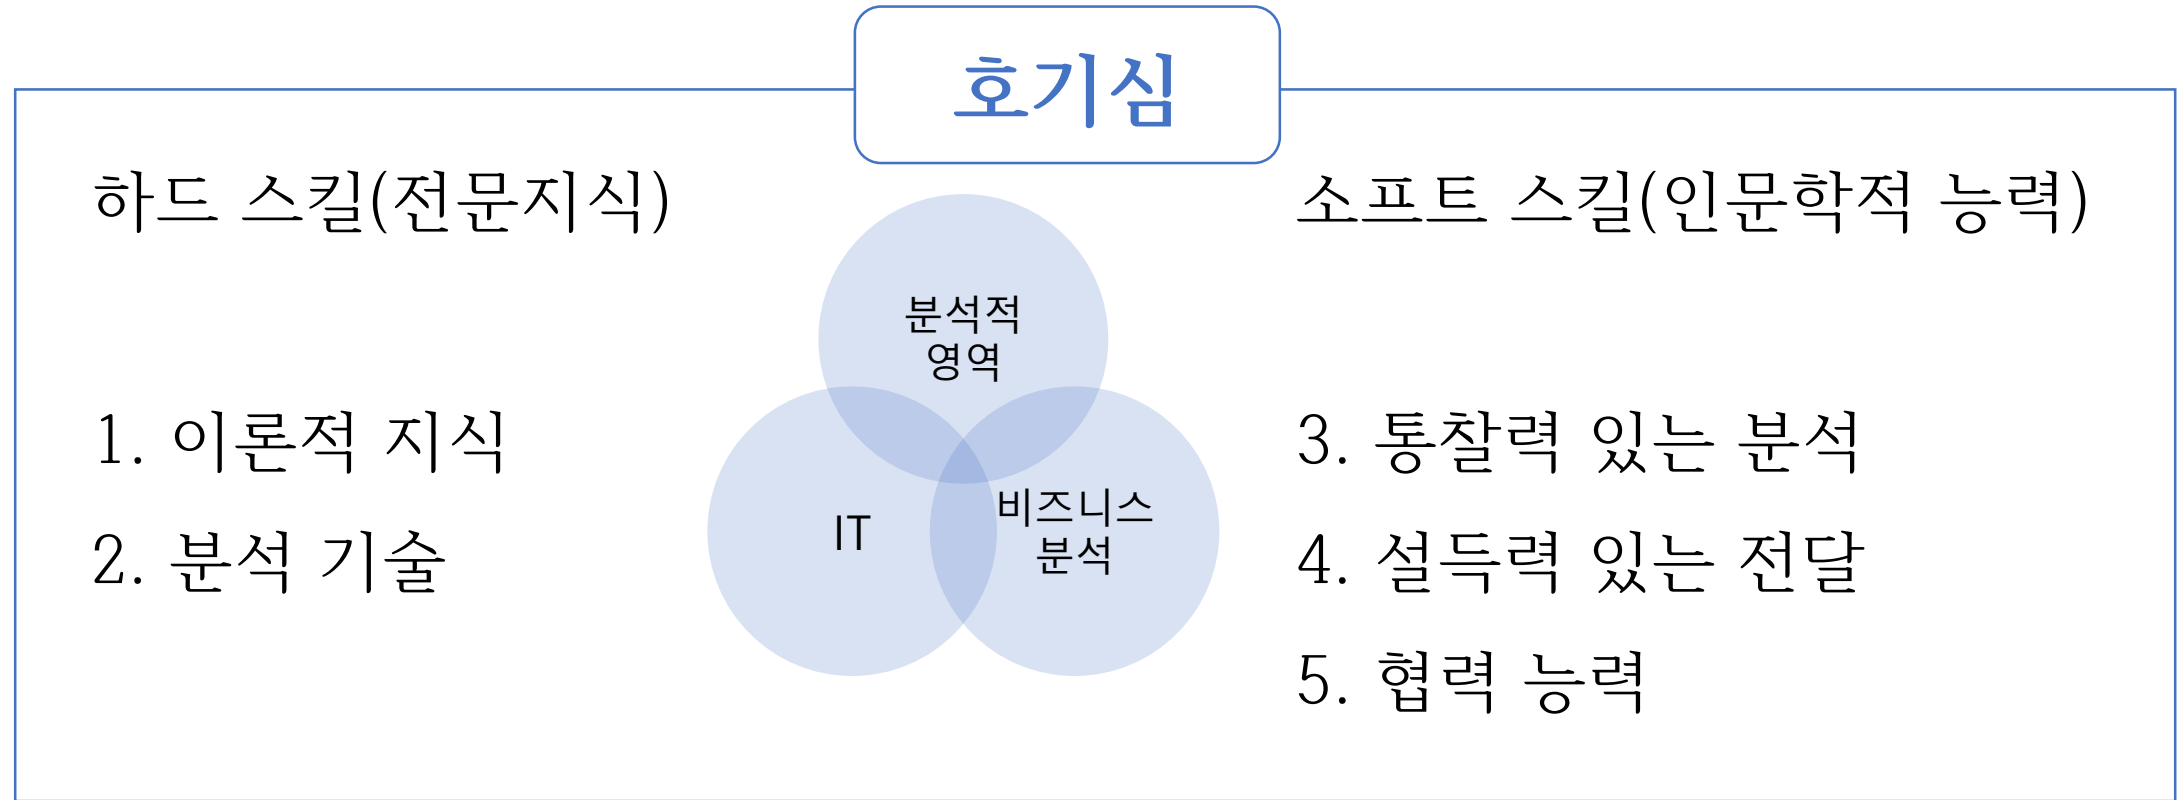 호기심
하드 스킬(전문지식)
1. 이론적 지식
2. 분석 기술
분석적
영역
IT
비즈니스
분석
소프트 스킬(인문학적 능력)
3. 통찰력 있는 분석
4. 설득력 있는 전달
5. 협력 능력